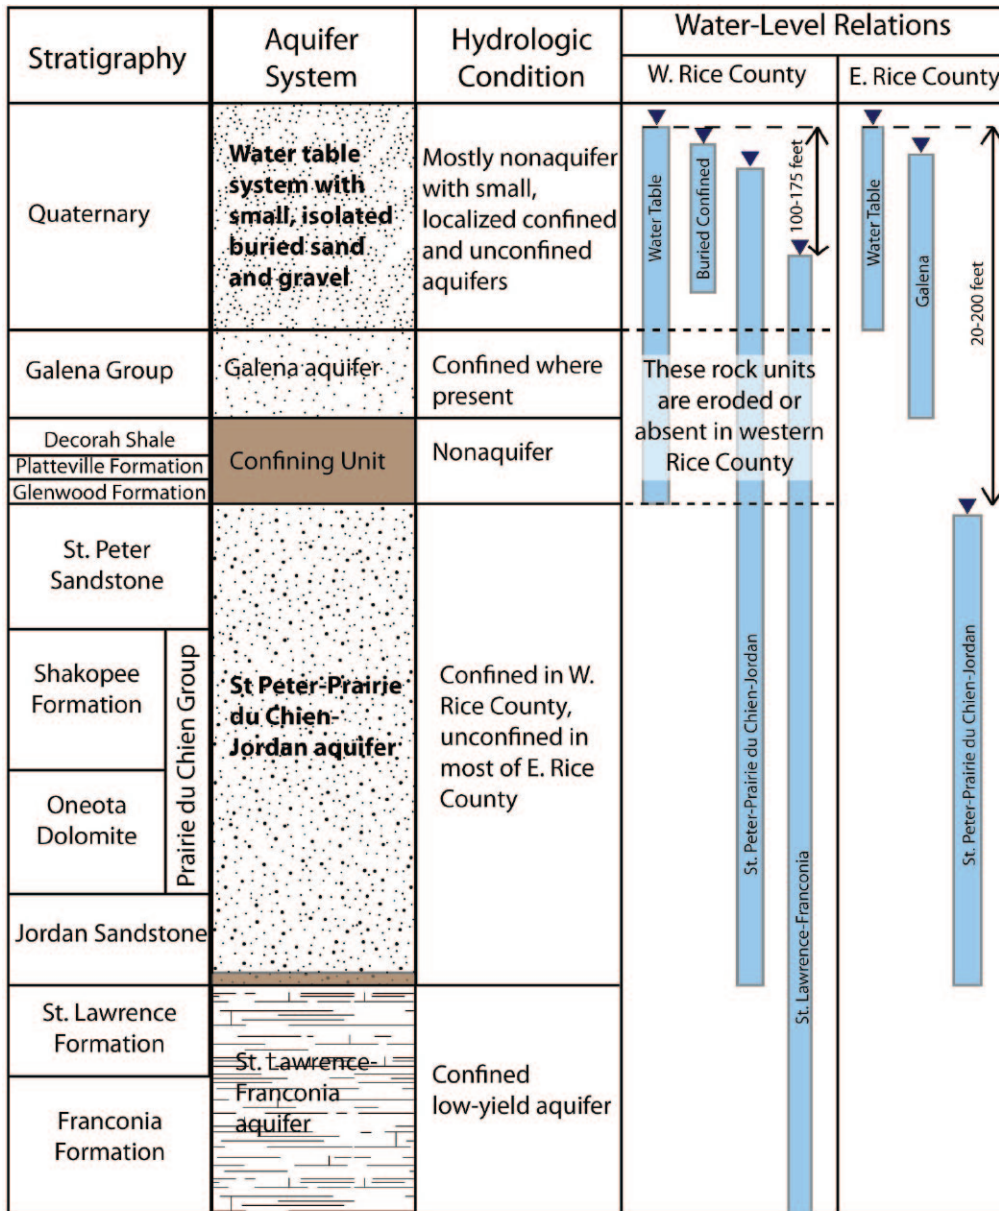 Stratigraphy
Aquifer
System
Hydrologic
Condition
Water-Level Relations
W. Rice County
E. Rice County
Quaternary
Water table
system with
small, isolated
buried sand
and gravel
Mostly nonaquifer
with small,
localized confined
and unconfined
aquifers
Water Table
Buried Confined
100-175 feet
Water Table
Galena
20-200 feet
Galena Group
Galena aquifer
Confined where
present
These rock units
are eroded or
absent in western
Rice County
Decorah Shale
Platteville Formation
Glenwood Formation
Confining Unit
Nonaquifer
St. Peter
Sandstone
Shakopee
Formation
Oneota
Dolomite
Prairie du Chien Group
Jordan Sandstone
St Peter-Prairie
du Chien-
Jordan aquifer
Confined in W.
Rice County,
unconfined in
most of E. Rice
County
St. Peter-Prairie du Chien-Jordan
St. Lawrence-Franconia
St. Peter-Prairie du Chien-Jordan
St. Lawrence
Formation
Franconia
Formation
St. Lawrence-
Franconia
aquifer
Confined
low-yield aquifer